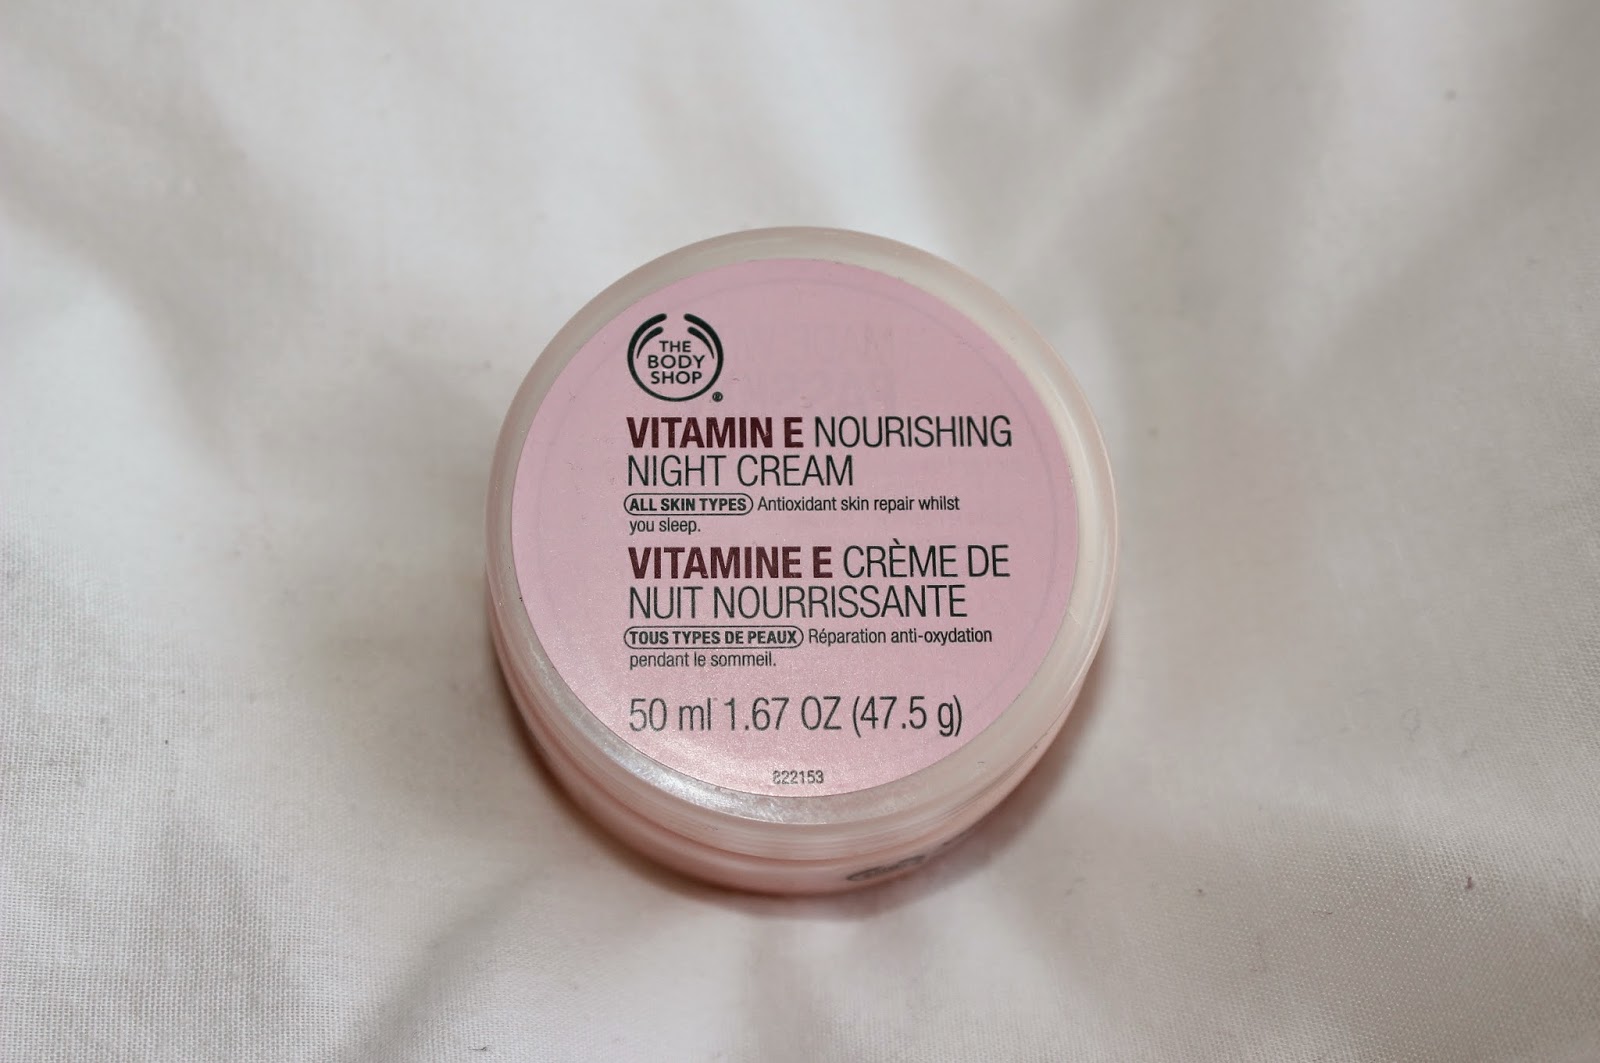 THE
BODY
SHOP
VITAMIN E NOURISHING
NIGHT CREAM
ALL SKIN TYPES Antioxidant skin repair whilst
you sleep.
VITAMINE E CRÈME DE
NUIT NOURRISSANTE
TOUS TYPES DE PEAUX Réparation anti-oxydation
pendant le sommeil.
50 ml 1.67 OZ (47.5 g)
822153